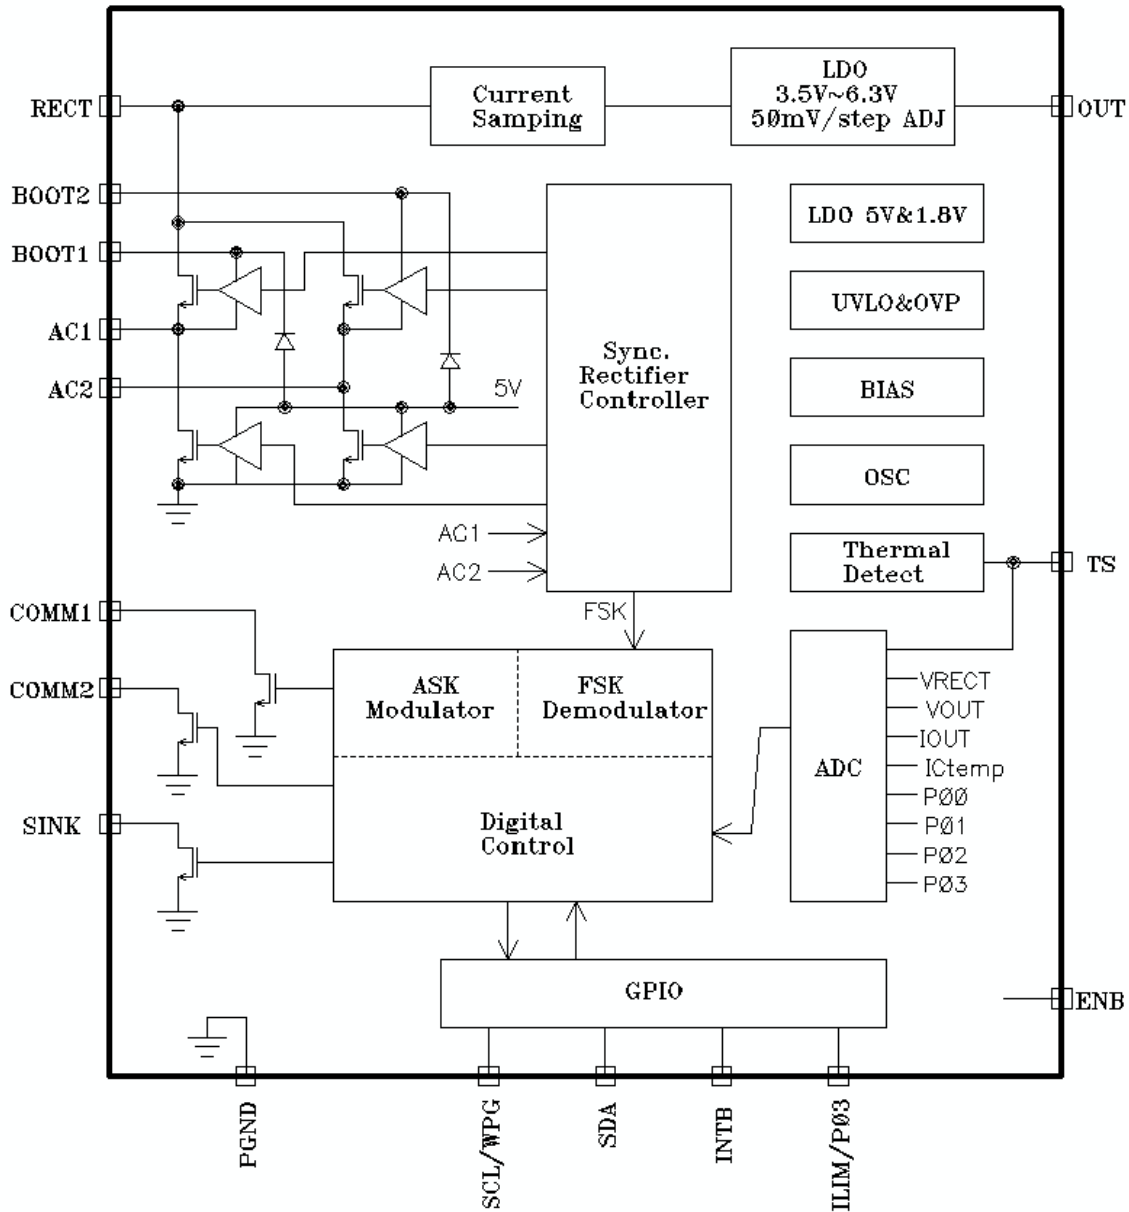 RECT
Current
Samping
LDO
3.5V~6.3V
50mV/step ADJ
OUT
BOOT2
BOOT1
AC1
AC2
5V
Sync.
Rectifier
Controller
LDO 5V&1.8V
UVLO&OVP
BIAS
OSC
Thermal
Detect
TS
AC1
AC2
FSK
COMM1
COMM2
SINK
ASK
Modulator
FSK
Demodulator
Digital
Control
ADC
VRECT
VOUT
IOUT
ICtemp
P00
P01
P02
P03
GPIO
ENB
PGND
SCL/WPG
SDA
INTB
ILIM/P03